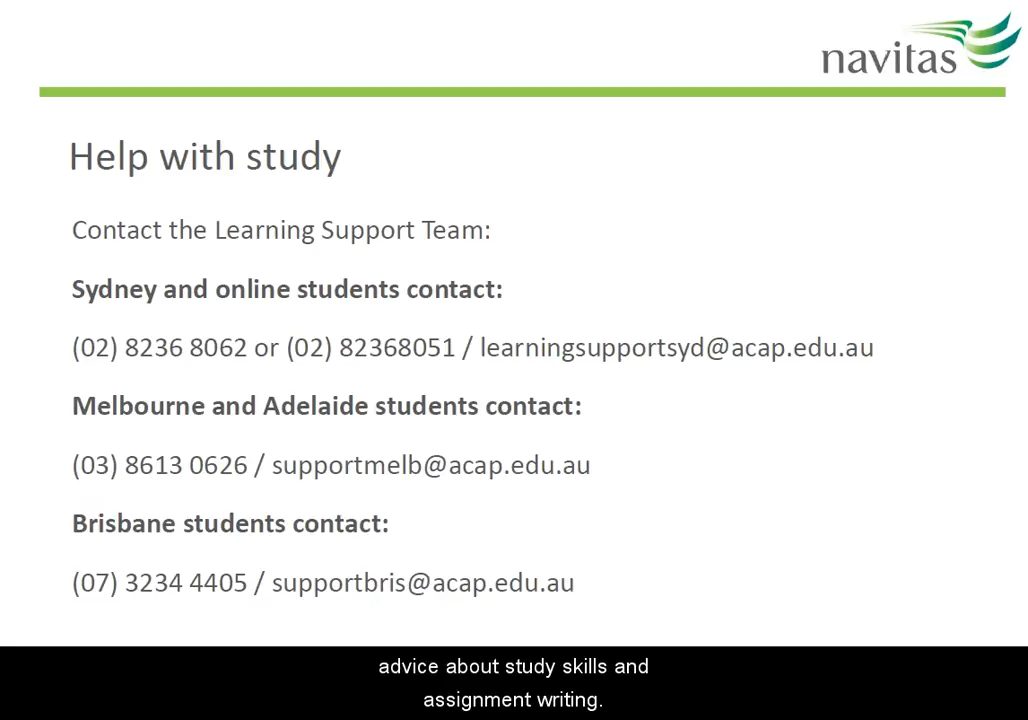 navitas
Help with study
Contact the Learning Support Team:
Sydney and online students contact:
(02) 8236 8062 or (02) 82368051 / learningsupportsyd@acap.edu.au
Melbourne and Adelaide students contact:
(03) 8613 0626 / supportmelb@acap.edu.au
Brisbane students contact:
(07) 3234 4405 / supportbris@acap.edu.au
advice about study skills and
assignment writing.